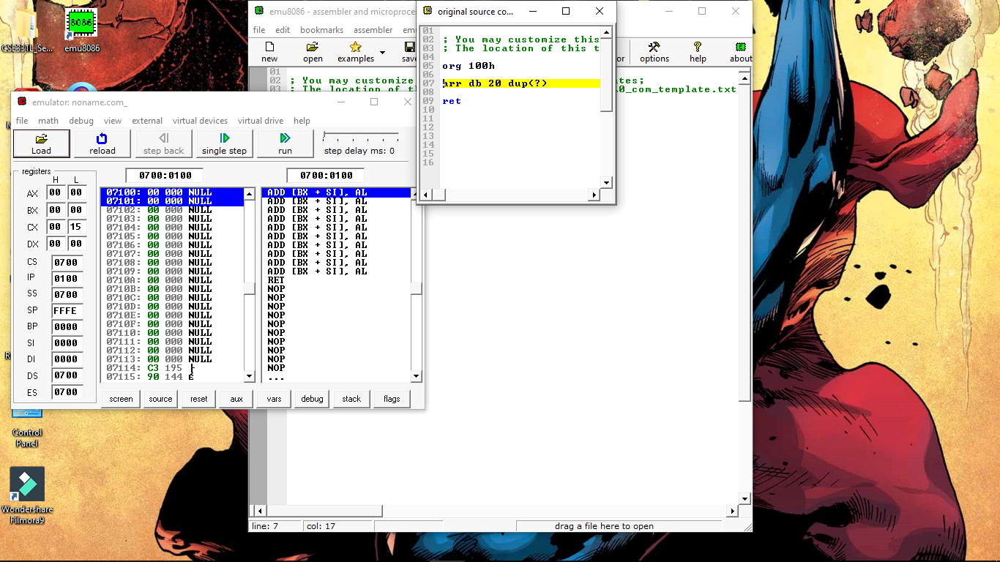 CSE331L_Se...
emu8086
Control
Panel
Wondershare
Filmora9
emu8086 - assembler and microproce
file edit bookmarks assembler emu
new open examples save options help about
01
02 ; You may customize
03
line: 7 col: 17 drag a file here to open
original source co...
01
02 ; You may customize this
03 ; The location of this t
04
05 org 100h
06
07 arr db 20 dup(?)
08
09 ret
10
11
12
13
14
15
16
emulator: noname.com_
file math debug view external virtual devices virtual drive help
Load reload step back single step run step delay ms: 0
registers
H L
AX 00 00
BX 00 00
CX 00 15
DX 00 00
CS 0700
IP 0100
SS 0700
SP FFFE
BP 0000
SI 0000
DI 0000
DS 0700
ES 0700
0700:0100
07100: 00 000 NULL
07101: 00 000 NULL
07102: 00 000 NULL
07103: 00 000 NULL
07104: 00 000 NULL
07105: 00 000 NULL
07106: 00 000 NULL
07107: 00 000 NULL
07108: 00 000 NULL
07109: 00 000 NULL
0710A: 00 000 NULL
0710B: 00 000 NULL
0710C: 00 000 NULL
0710D: 00 000 NULL
0710E: 00 000 NULL
0710F: 00 000 NULL
07110: 00 000 NULL
07111: 00 000 NULL
07112: 00 000 NULL
07113: 00 000 NULL
07114: C3 195 ├
07115: 90 144 É
0700:0100
ADD [BX + SI], AL
ADD [BX + SI], AL
ADD [BX + SI], AL
ADD [BX + SI], AL
ADD [BX + SI], AL
ADD [BX + SI], AL
ADD [BX + SI], AL
ADD [BX + SI], AL
ADD [BX + SI], AL
ADD [BX + SI], AL
RET
NOP
NOP
NOP
NOP
NOP
NOP
NOP
NOP
NOP
NOP
...
screen source reset aux vars debug stack flags